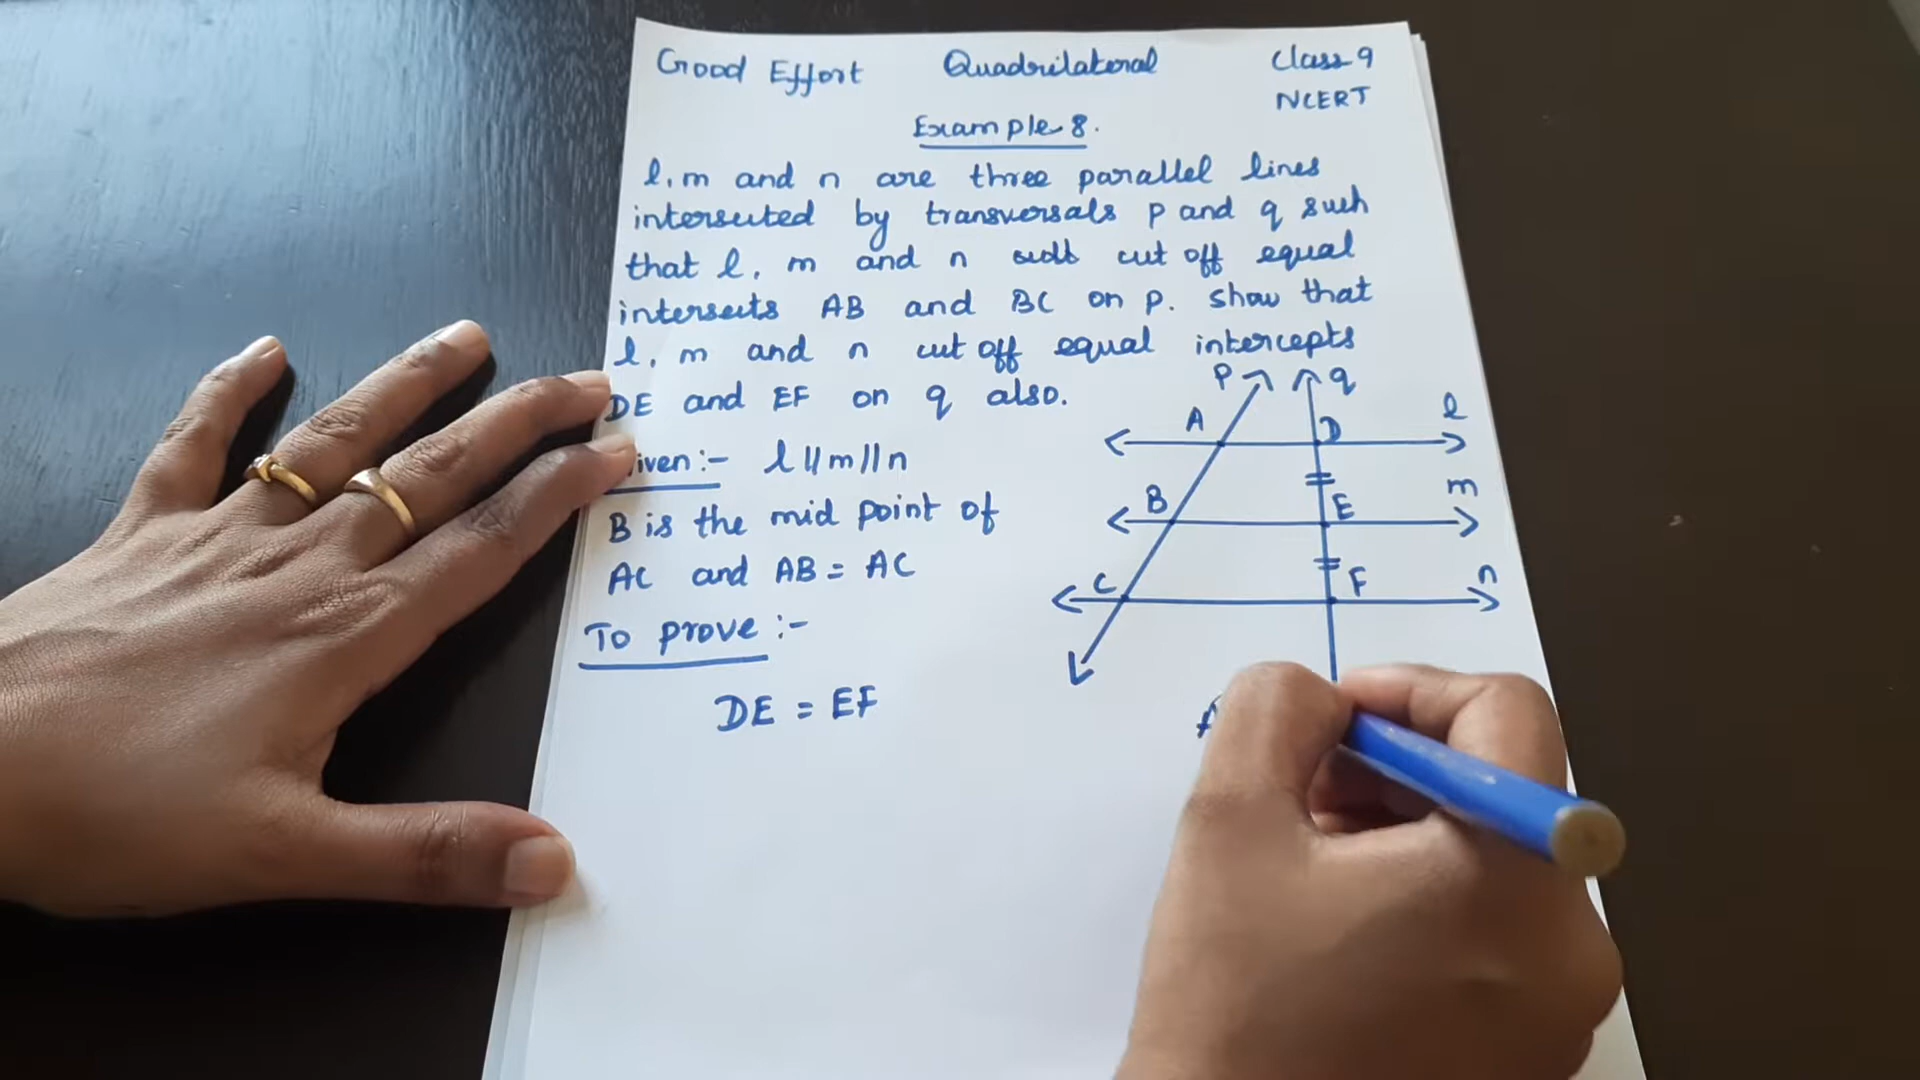 Good Effort Quadrilateral Class 9
NCERT
Example 8.
l, m and n are three parallel lines
intersected by transversals p and q such
that l, m and n cut off equal
intersects AB and BC on p. Show that
l, m and n cut off equal intercepts
DE and EF on q also.
Given :- l || m || n
B is the mid point of
AC and AB = AC
To prove :-
DE = EF
P q
A D l
B E m
C F n
A